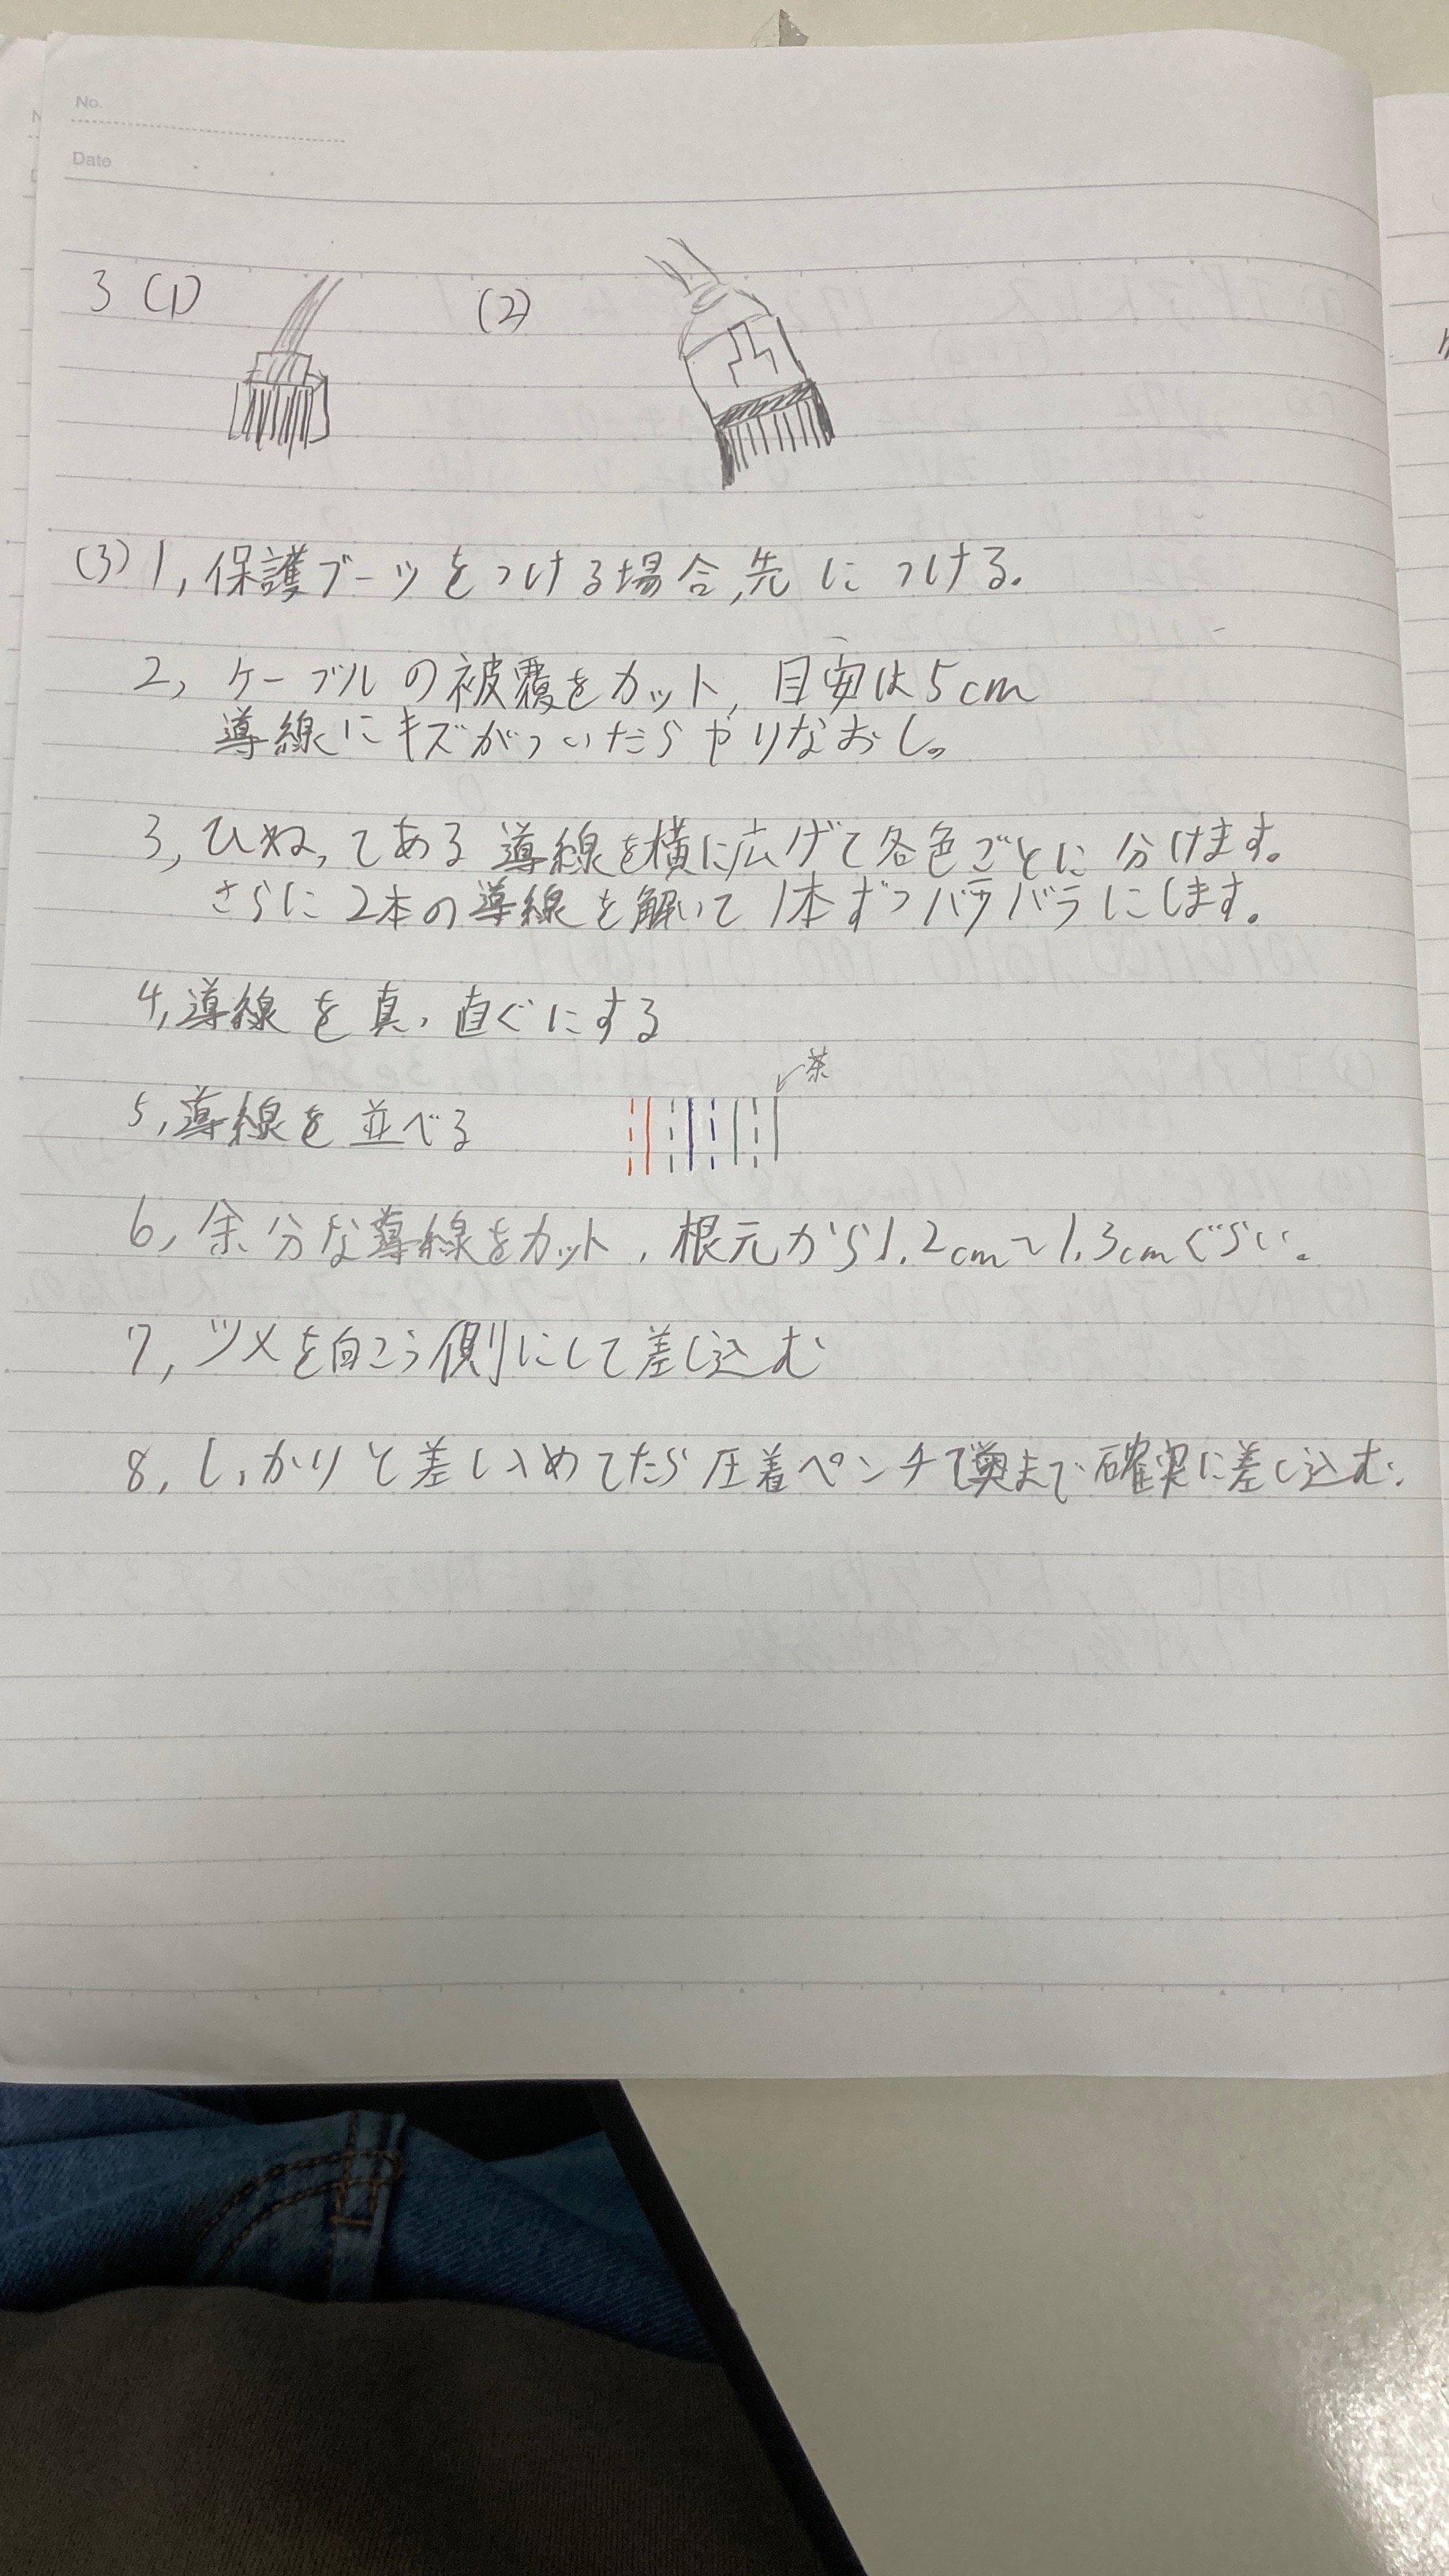 No.
Date
3 (1) (2)
(3) 1, 保護ブーツをつける場合,先につける。
2, ケーブルの被覆をカット, 目安は5cm
導線にキズがついたらやりなおし。
3, ひねってある導線を横に広げて各色ごとに分けます。
さらに2本の導線を解いて1本ずつバラバラにします。
4, 導線を真っ直ぐにする
茶
5, 導線を並べる
6, 余分な導線をカット, 根元から1.2cm~1.3cmぐらい。
7, ツメを向こう側にして差し込む
8, しっかりと差し込めてたら圧着ペンチで奥まで確実に差し込む。